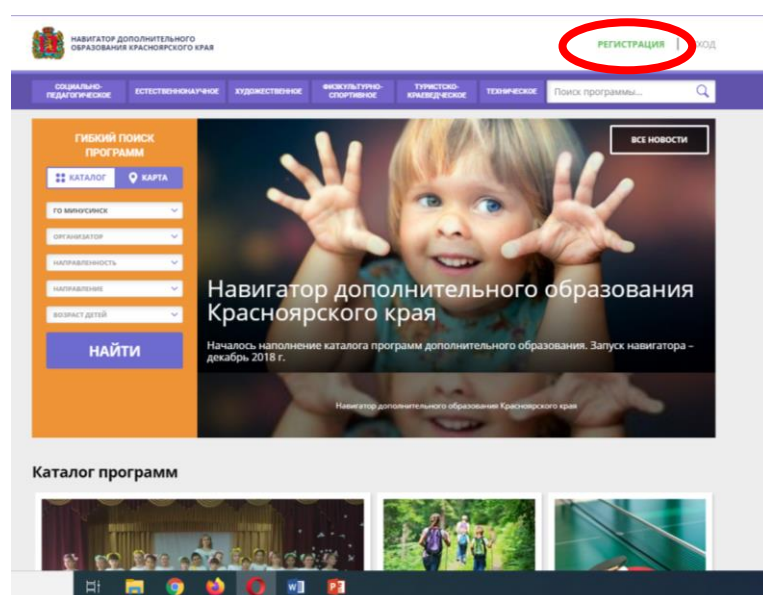 НАВИГАТОР ДОПОЛНИТЕЛЬНОГО
ОБРАЗОВАНИЯ КРАСНОЯРСКОГО КРАЯ
РЕГИСТРАЦИЯ
СОЦИАЛЬНО-
ПЕДАГОГИЧЕСКОЕ
ЕСТЕСТВЕННОНАУЧНОЕ
ХУДОЖЕСТВЕННОЕ
ФИЗКУЛЬТУРНО-
СПОРТИВНОЕ
ТУРИСТСКО-
КРАЕВЕДЧЕСКОЕ
ТЕХНИЧЕСКОЕ
Поиск программы...
ГИБКИЙ ПОИСК
ПРОГРАММ
КАТАЛОГ
КАРТА
ГО МИНУСИНСК
ОРГАНИЗАТОР
НАПРАВЛЕННОСТЬ
НАПРАВЛЕНИЕ
ВОЗРАСТ ДЕТЕЙ
НАЙТИ
ВСЕ НОВОСТИ
Навигатор дополнительного образования
Красноярского края
Началось наполнение каталога программ дополнительного образования. Запуск навигатора –
декабрь 2018 г.
Навигатор дополнительного образования Красноярского края
Каталог программ